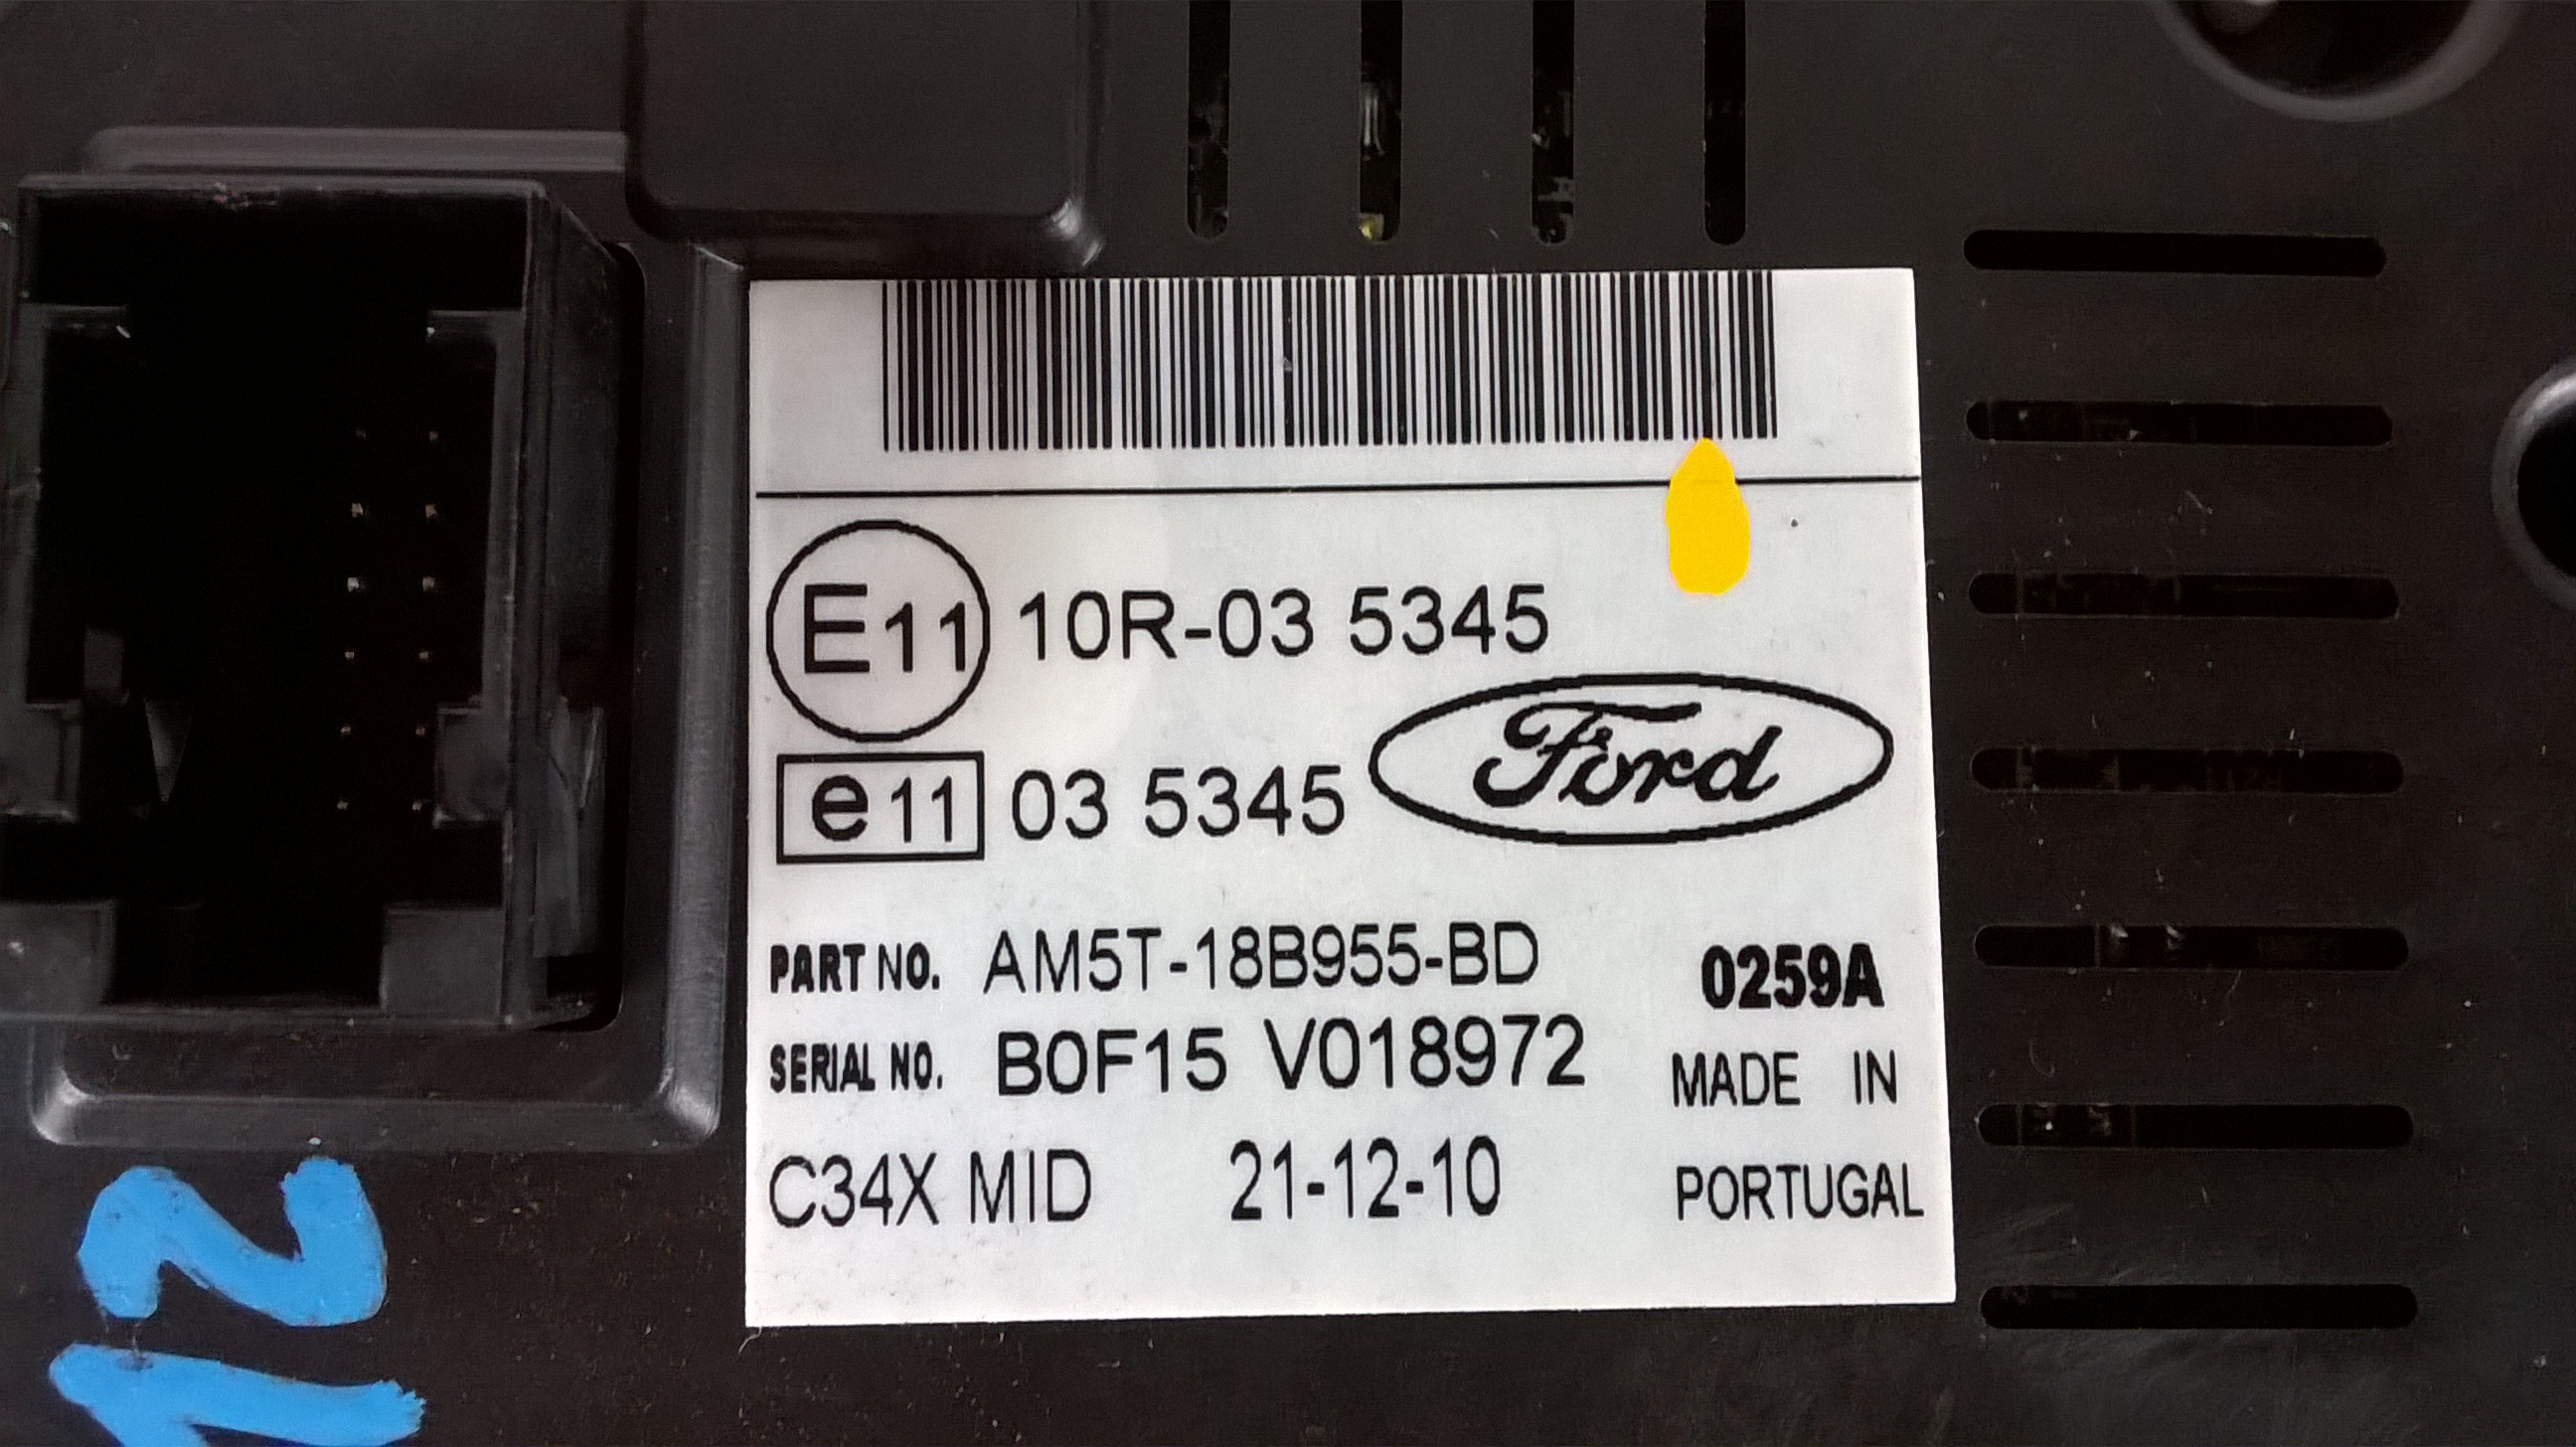 E11 10R-03 5345
Ford
e11 03 5345
PART NO. AM5T-18B955-BD 0259A
SERIAL NO. B0F15 V018972 MADE IN
C34X MID 21-12-10 PORTUGAL
12